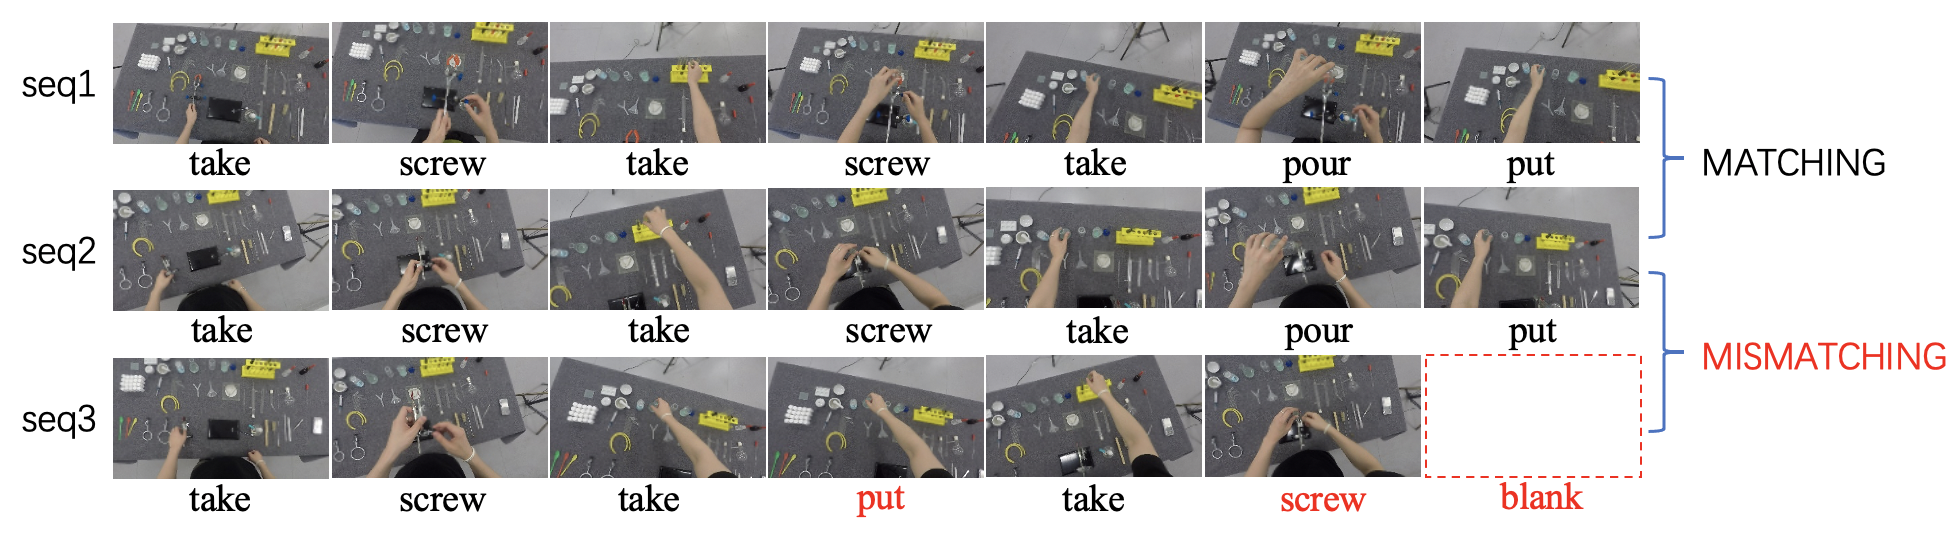 seq1
take screw take screw take pour put
MATCHING
seq2
take screw take screw take pour put
MISMATCHING
seq3
take screw take put take screw blank